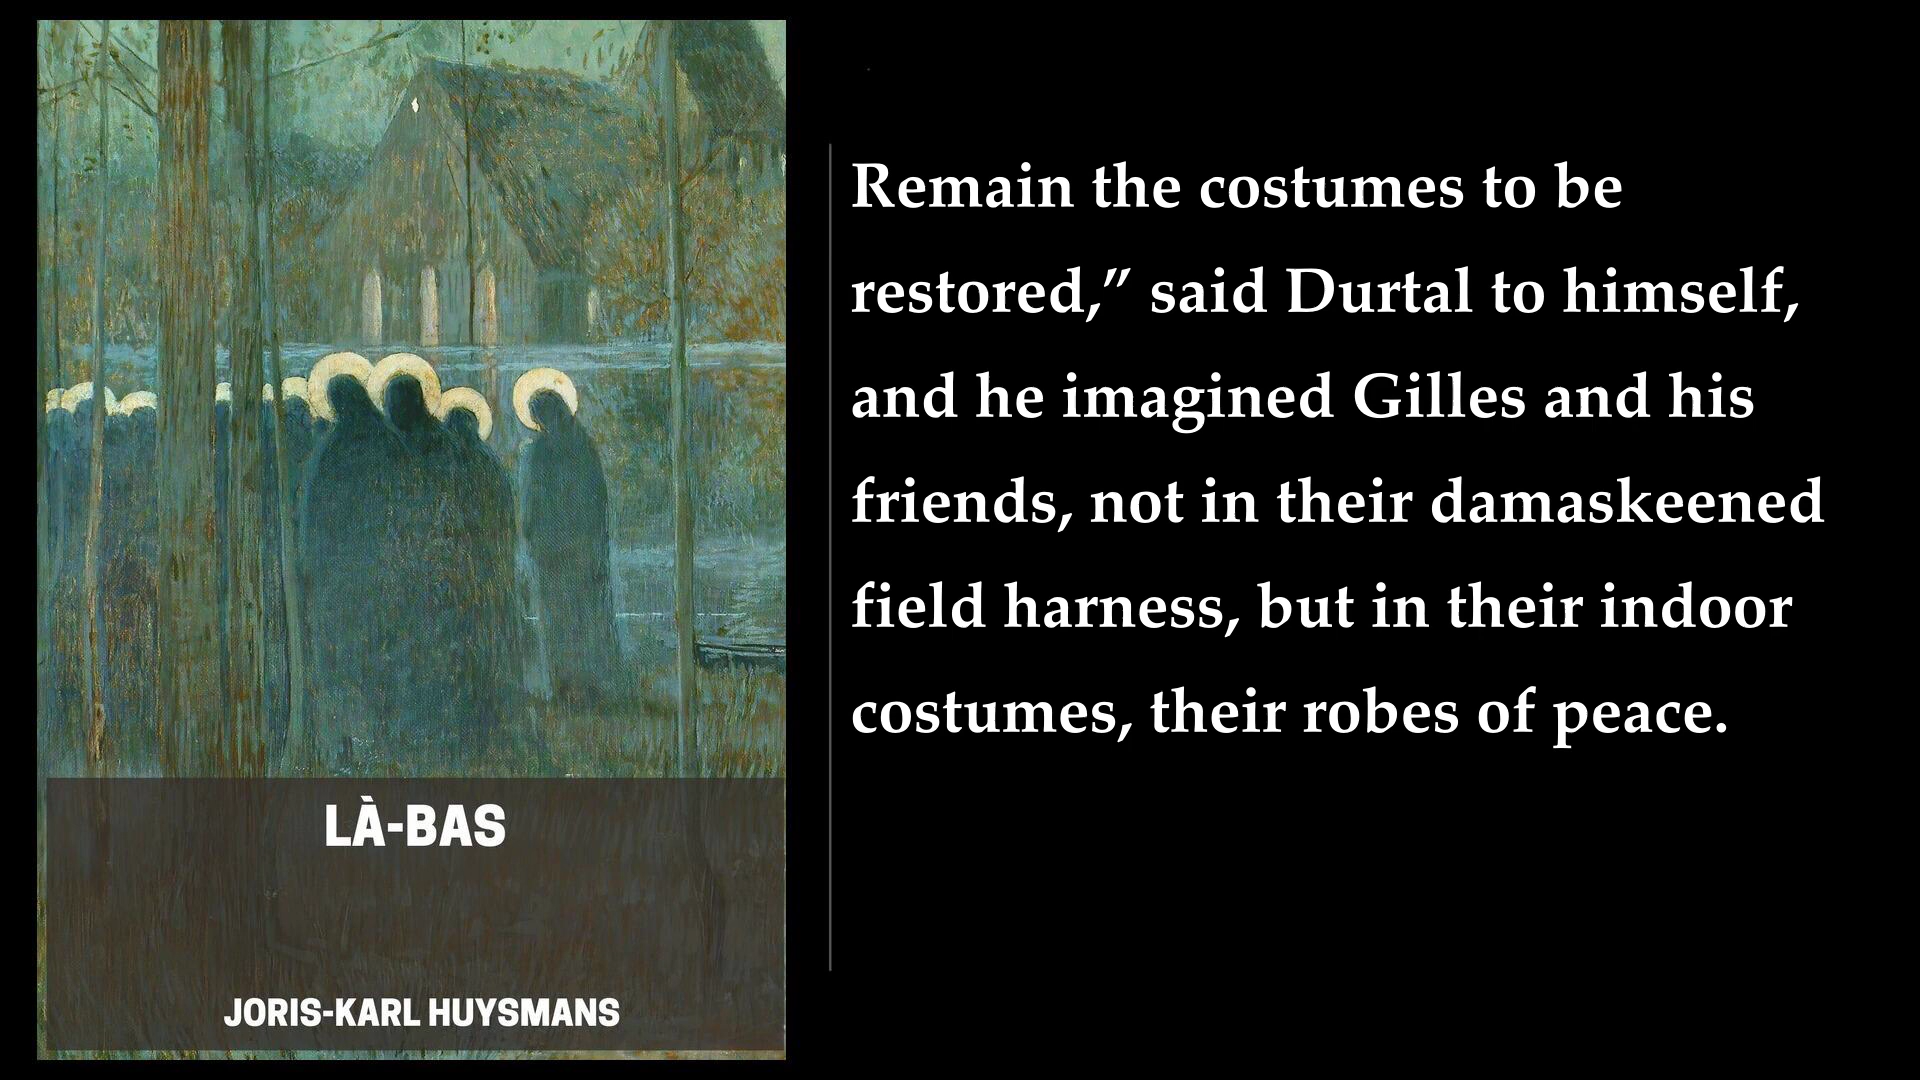 LÀ-BAS
JORIS-KARL HUYSMANS
Remain the costumes to be
restored,” said Durtal to himself,
and he imagined Gilles and his
friends, not in their damaskeened
field harness, but in their indoor
costumes, their robes of peace.